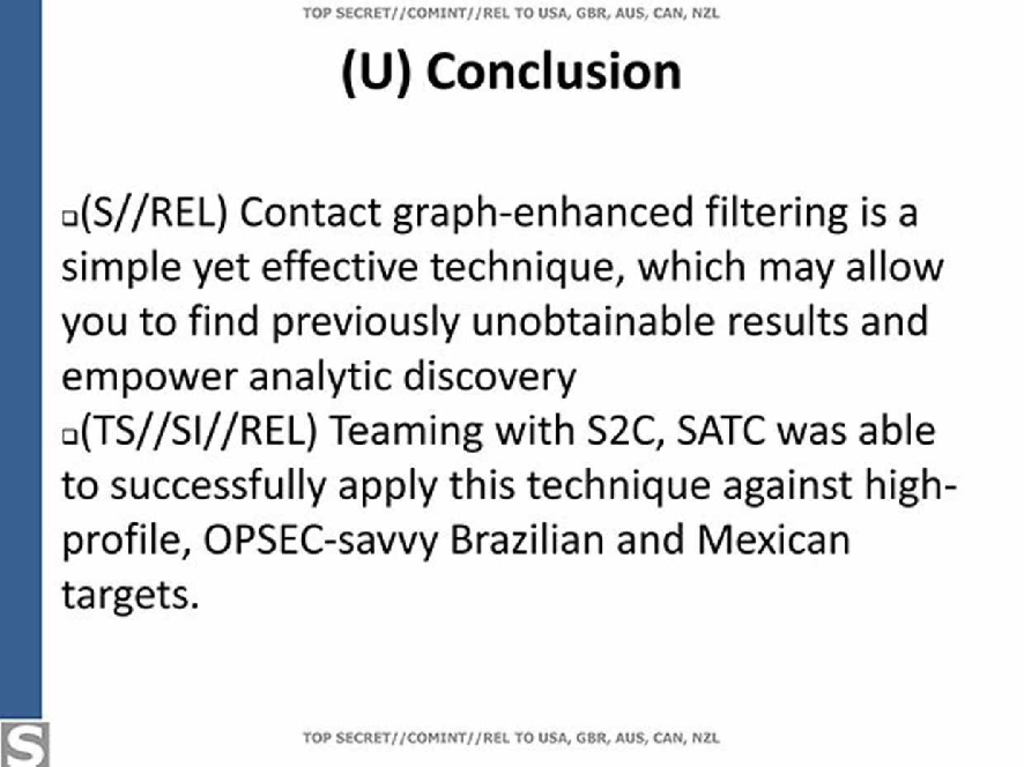 TOP SECRET//COMINT//REL TO USA, GBR, AUS, CAN, NZL
(U) Conclusion
❑(S//REL) Contact graph-enhanced filtering is a
simple yet effective technique, which may allow
you to find previously unobtainable results and
empower analytic discovery
❑(TS//SI//REL) Teaming with S2C, SATC was able
to successfully apply this technique against high-
profile, OPSEC-savvy Brazilian and Mexican
targets.
S
TOP SECRET//COMINT//REL TO USA, GBR, AUS, CAN, NZL